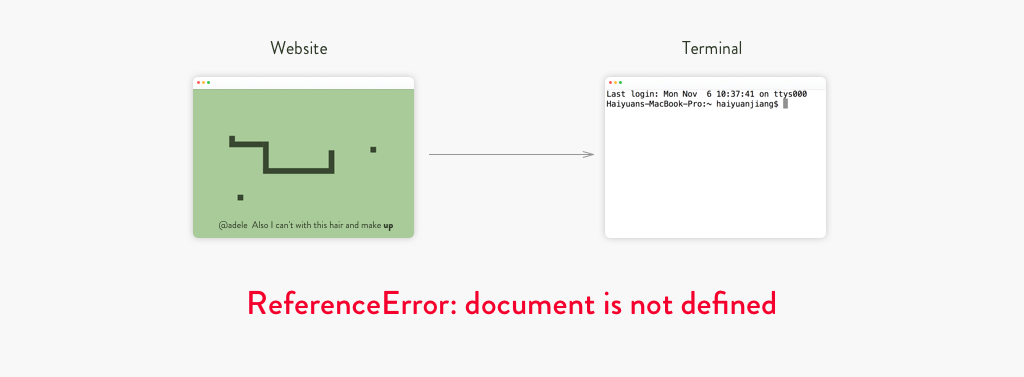 Website
Terminal
Last login: Mon Nov  6 10:37:41 on ttys000
Haiyuans-MacBook-Pro:~ haiyuanjiang$
@adele  Also I can't with this hair and make up
ReferenceError: document is not defined